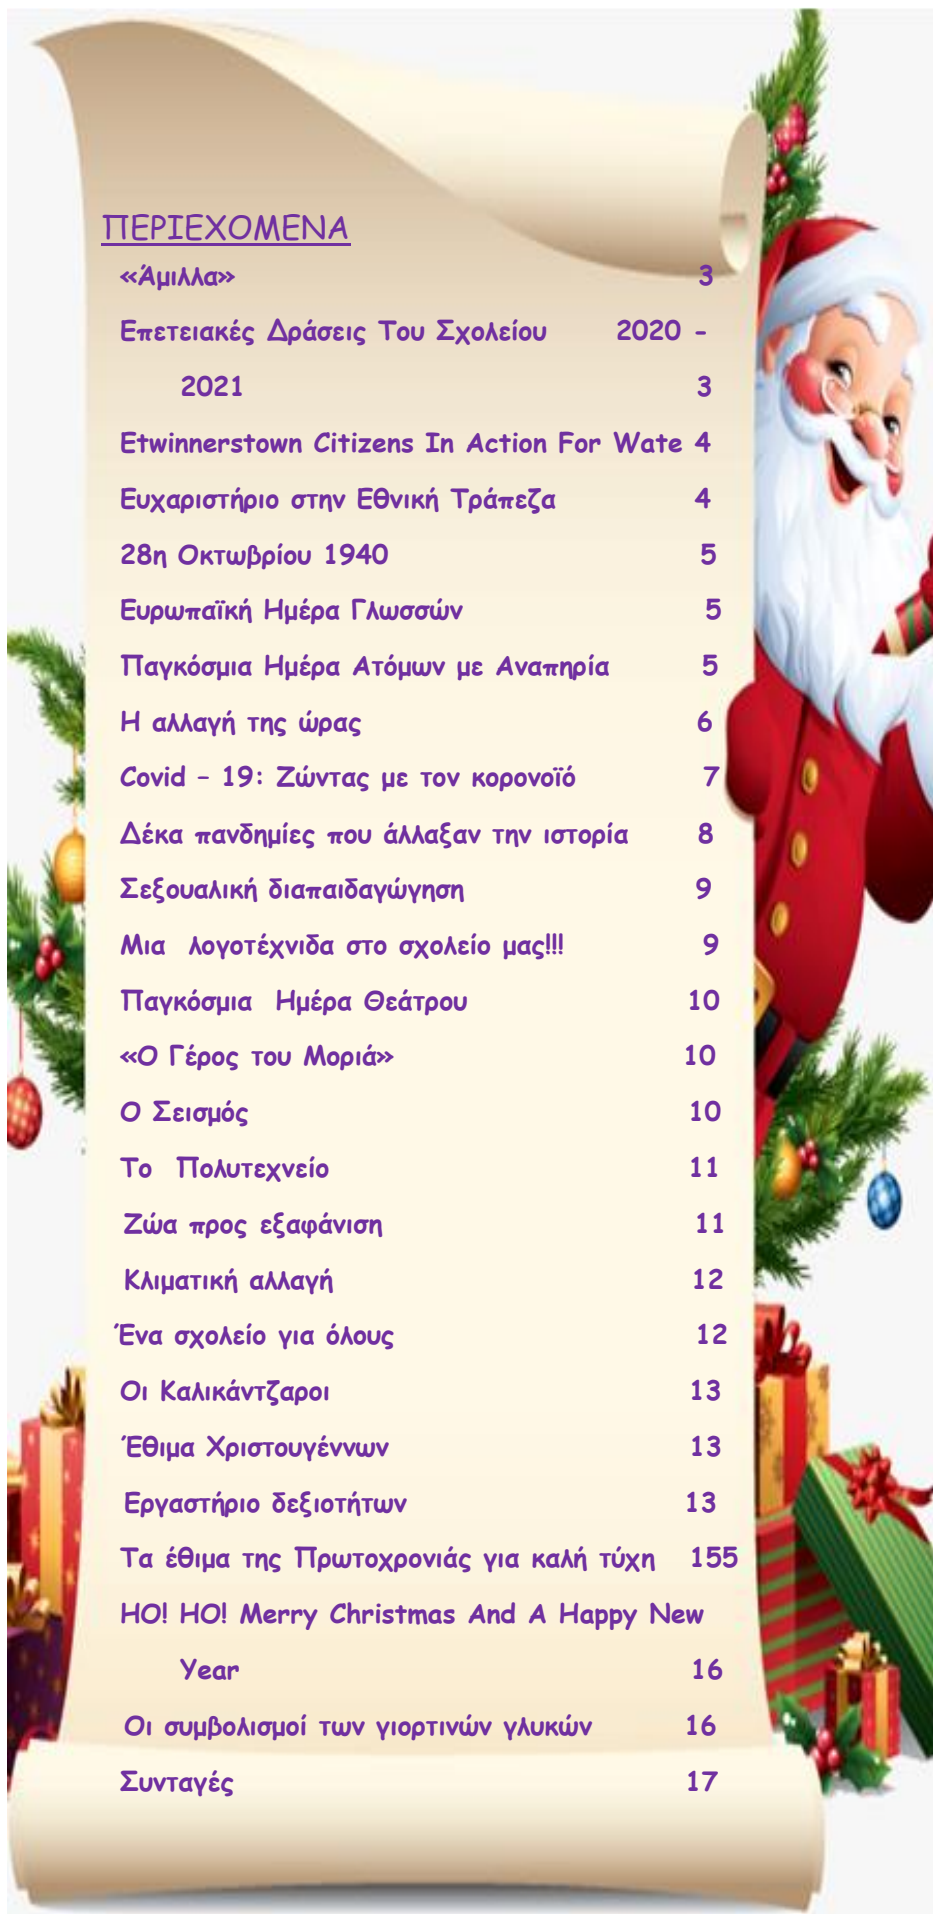 ΠΕΡΙΕΧΟΜΕΝΑ
«Άμιλλα» 3
Επετειακές Δράσεις Του Σχολείου 2020 -
2021 3
Etwinnerstown Citizens In Action For Wate 4
Ευχαριστήριο στην Εθνική Τράπεζα 4
28η Οκτωβρίου 1940 5
Ευρωπαϊκή Ημέρα Γλωσσών 5
Παγκόσμια Ημέρα Ατόμων με Αναπηρία 5
Η αλλαγή της ώρας 6
Covid – 19: Ζώντας με τον κορονοϊό 7
Δέκα πανδημίες που άλλαξαν την ιστορία 8
Σεξουαλική διαπαιδαγώγηση 9
Μια λογοτέχνιδα στο σχολείο μας!!! 9
Παγκόσμια Ημέρα Θεάτρου 10
«Ο Γέρος του Μοριά» 10
Ο Σεισμός 10
Το Πολυτεχνείο 11
Ζώα προς εξαφάνιση 11
Κλιματική αλλαγή 12
Ένα σχολείο για όλους 12
Οι Καλικάντζαροι 13
Έθιμα Χριστουγέννων 13
Εργαστήριο δεξιοτήτων 13
Τα έθιμα της Πρωτοχρονιάς για καλή τύχη 155
HO! HO! Merry Christmas And A Happy New
Year 16
Οι συμβολισμοί των γιορτινών γλυκών 16
Συνταγές 17